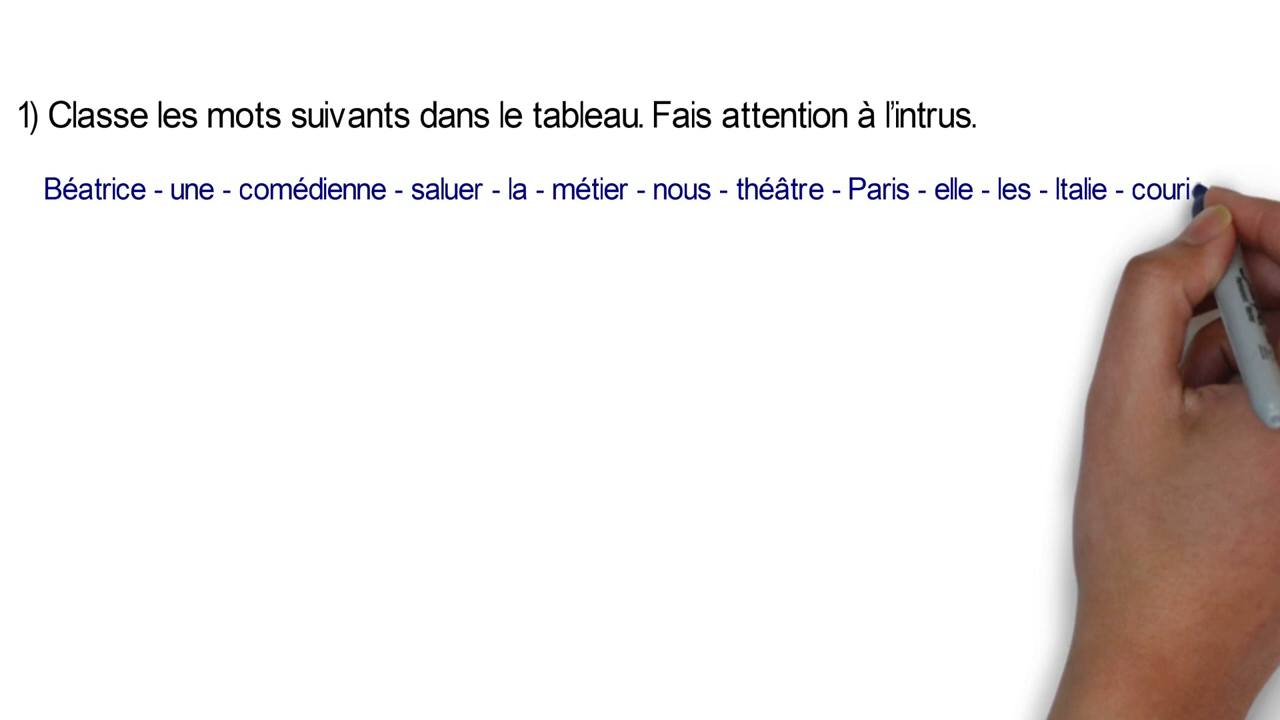 1) Classe les mots suivants dans le tableau. Fais attention à l'intrus.
Béatrice - une - comédienne - saluer - la - métier - nous - théâtre - Paris - elle - les - Italie - couri